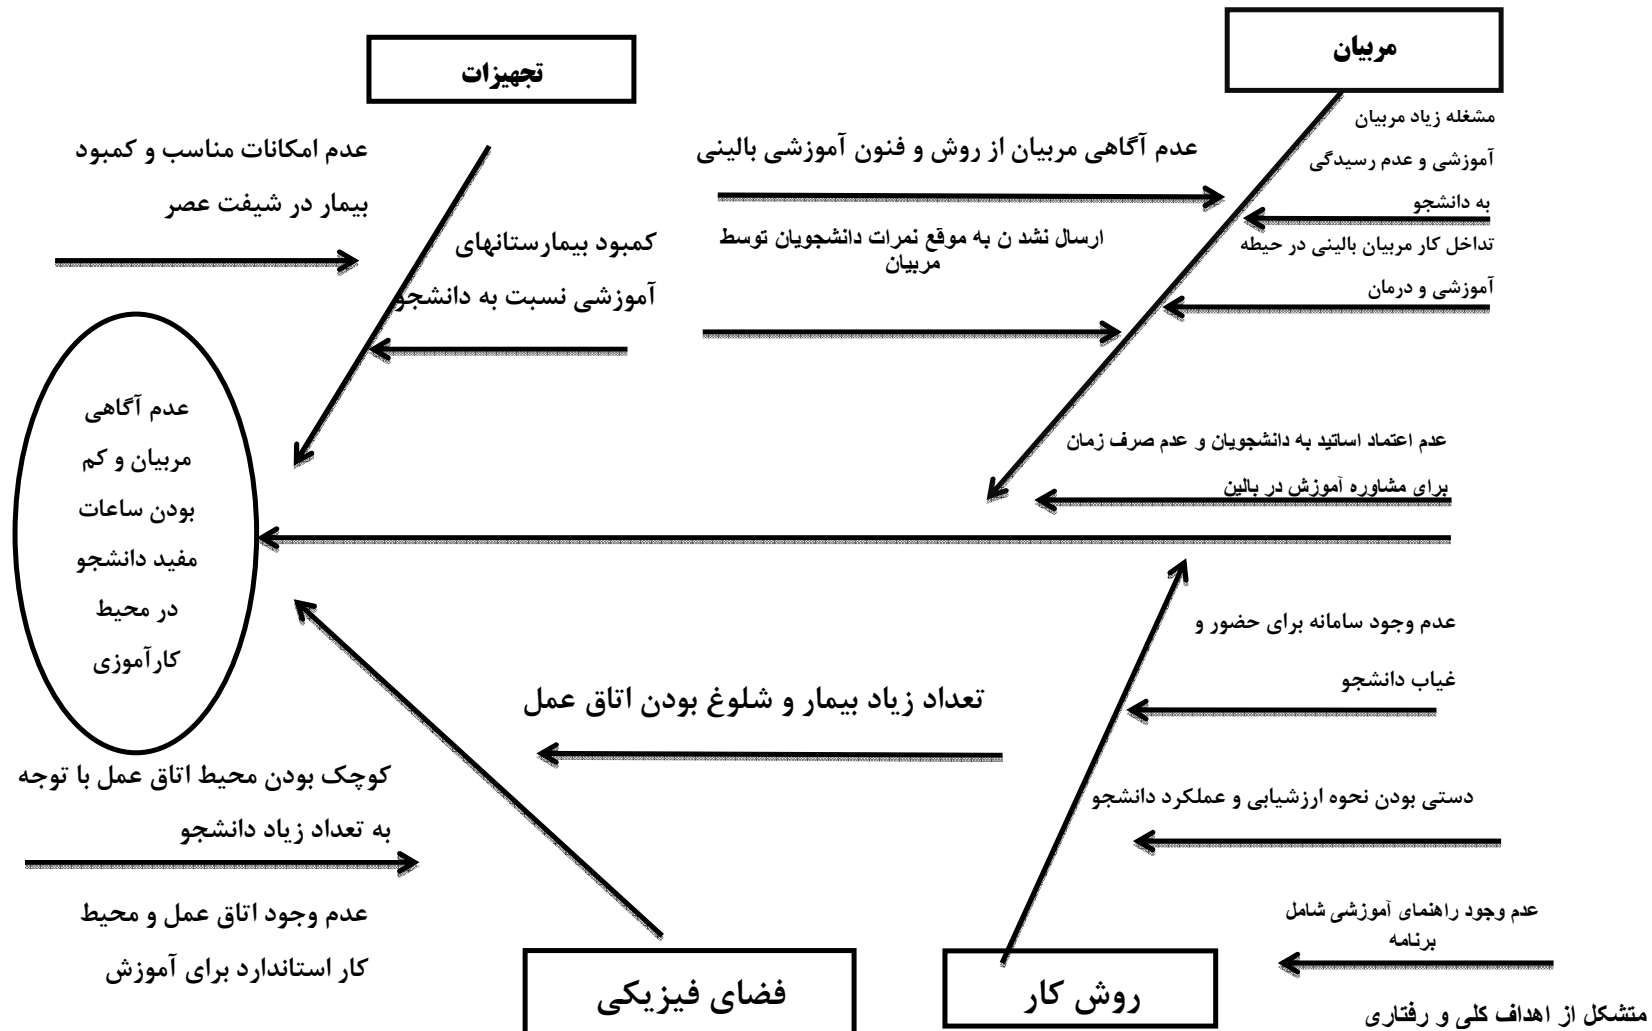 مربیان
تجهیزات
مشغله زیاد مربیان
آموزشی و عدم رسیدگی
به دانشجو
تداخل کار مربیان بالینی در حیطه
آموزشی و درمان
عدم آگاهی مربیان از روش و فنون آموزشی بالینی
ارسال نشد ن به موقع نمرات دانشجویان توسط
مربیان
عدم امکانات مناسب و کمبود
بیمار در شیفت عصر
کمبود بیمارستانهای
آموزشی نسبت به دانشجو
عدم اعتماد اساتید به دانشجویان و عدم صرف زمان
برای مشاوره آموزش در بالین
عدم آگاهی
مربیان و کم
بودن ساعات
مفید دانشجو
در محیط
کارآموزی
عدم وجود سامانه برای حضور و
غیاب دانشجو
تعداد زیاد بیمار و شلوغ بودن اتاق عمل
دستی بودن نحوه ارزشیابی و عملکرد دانشجو
کوچک بودن محیط اتاق عمل با توجه
به تعداد زیاد دانشجو
عدم وجود اتاق عمل و محیط
کار استاندارد برای آموزش
عدم وجود راهنمای آموزشی شامل
برنامه
متشکل از اهداف کلی و رفتاری
روش کار
فضای فیزیکی